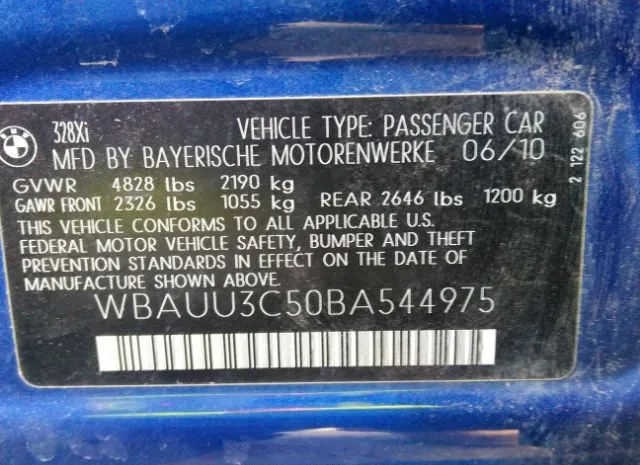 BMW
328Xi VEHICLE TYPE: PASSENGER CAR
MFD BY BAYERISCHE MOTORENWERKE 06/10
GVWR 4828 lbs 2190 kg
GAWR FRONT 2326 lbs 1055 kg REAR 2646 lbs 1200 kg
THIS VEHICLE CONFORMS TO ALL APPLICABLE U.S.
FEDERAL MOTOR VEHICLE SAFETY, BUMPER AND THEFT
PREVENTION STANDARDS IN EFFECT ON THE DATE OF
MANUFACTURE SHOWN ABOVE.
WBAUU3C50BA544975
2 122 606